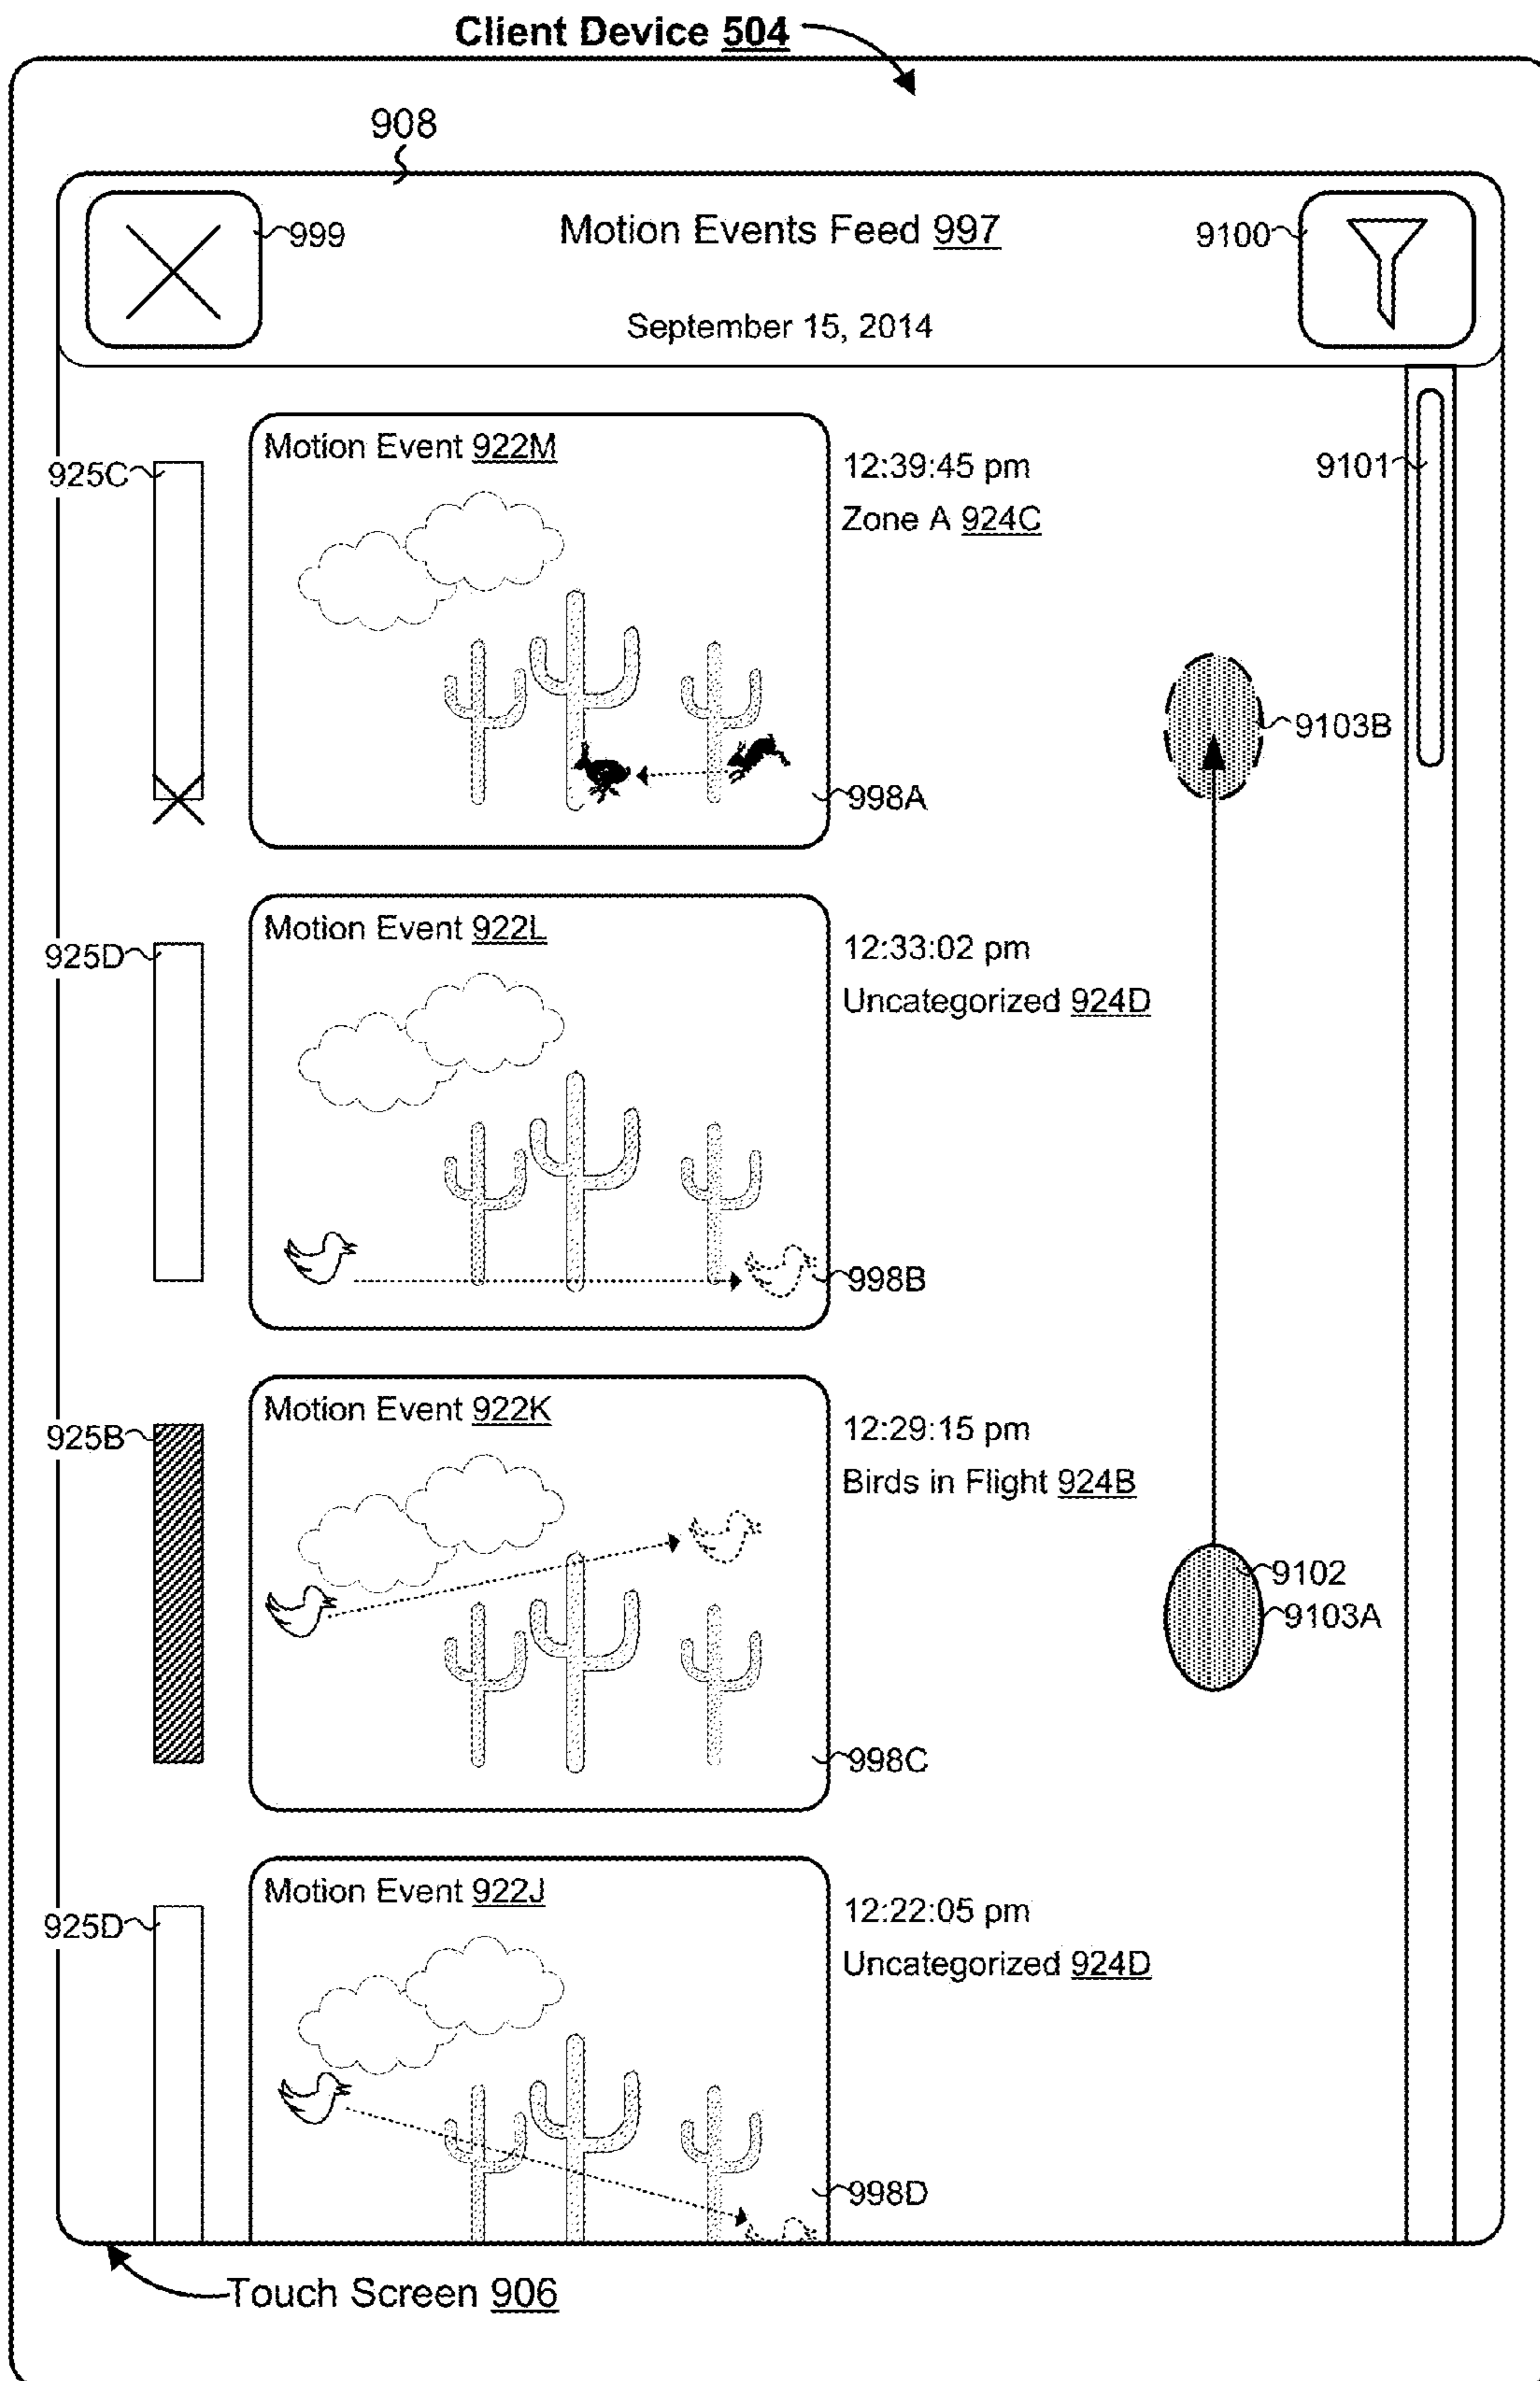 Client Device 504
908
999
Motion Events Feed 997
9100
September 15, 2014
925C
Motion Event 922M
12:39:45 pm
Zone A 924C
9101
9103B
998A
925D
Motion Event 922L
12:33:02 pm
Uncategorized 924D
998B
925B
Motion Event 922K
12:29:15 pm
Birds in Flight 924B
9102
9103A
998C
925D
Motion Event 922J
12:22:05 pm
Uncategorized 924D
998D
Touch Screen 906